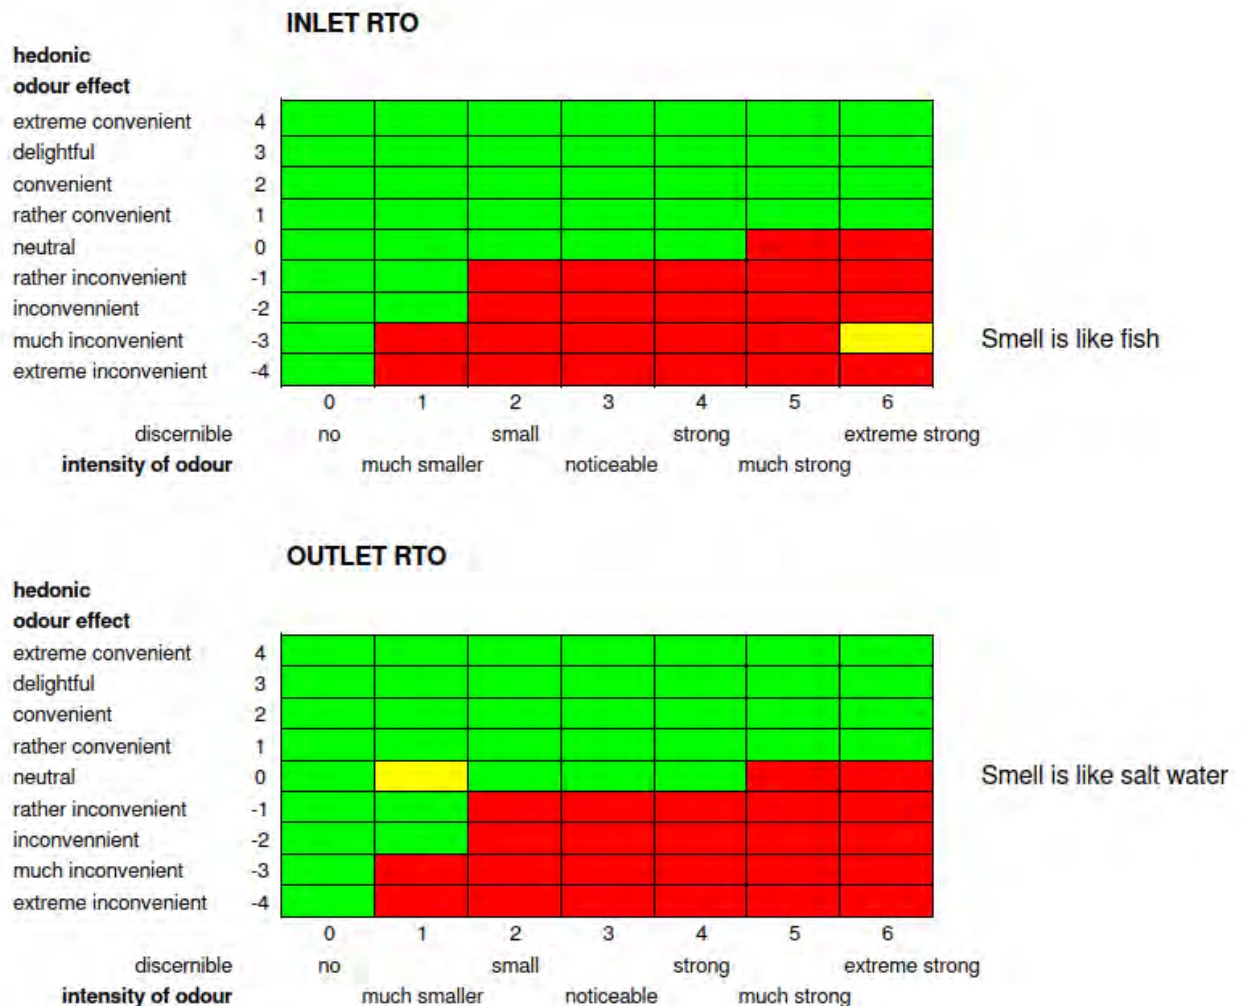 INLET RTO
hedonic
odour effect
extreme convenient 4
delightful 3
convenient 2
rather convenient 1
neutral 0
rather inconvenient -1
inconvennient -2
much inconvenient -3 Smell is like fish
extreme inconvenient -4
0 1 2 3 4 5 6
discernible no small strong extreme strong
intensity of odour much smaller noticeable much strong
OUTLET RTO
hedonic
odour effect
extreme convenient 4
delightful 3
convenient 2
rather convenient 1
neutral 0 Smell is like salt water
rather inconvenient -1
inconvennient -2
much inconvenient -3
extreme inconvenient -4
0 1 2 3 4 5 6
discernible no small strong extreme strong
intensity of odour much smaller noticeable much strong